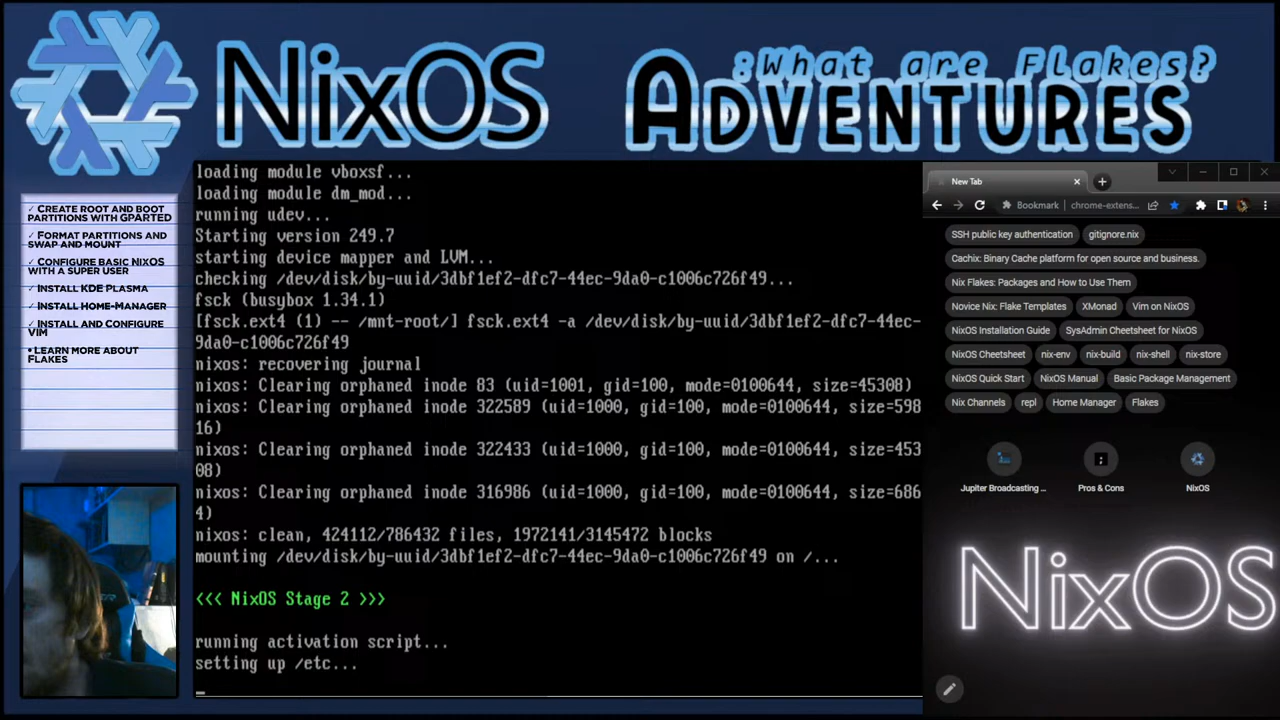 NixOS
:What are Flakes?
ADVENTURES
✓ CREATE ROOT AND BOOT
PARTITIONS WITH GPARTED
✓ FORMAT PARTITIONS AND
SWAP AND MOUNT
✓ CONFIGURE BASIC NIXOS
WITH A SUPER USER
✓ INSTALL KDE PLASMA
✓ INSTALL HOME-MANAGER
✓ INSTALL AND CONFIGURE
VIM
• LEARN MORE ABOUT
FLAKES
loading module vboxsf...
loading module dm_mod...
running udev...
Starting version 249.7
starting device mapper and LVM...
checking /dev/disk/by-uuid/3dbf1ef2-dfc7-44ec-9da0-c1006c726f49...
fsck (busybox 1.34.1)
[fsck.ext4 (1) -- /mnt-root/] fsck.ext4 -a /dev/disk/by-uuid/3dbf1ef2-dfc7-44ec-
9da0-c1006c726f49
nixos: recovering journal
nixos: Clearing orphaned inode 83 (uid=1001, gid=100, mode=0100644, size=45308)
nixos: Clearing orphaned inode 322589 (uid=1000, gid=100, mode=0100644, size=598
16)
nixos: Clearing orphaned inode 322433 (uid=1000, gid=100, mode=0100644, size=453
08)
nixos: Clearing orphaned inode 316986 (uid=1000, gid=100, mode=0100644, size=686
4)
nixos: clean, 424112/786432 files, 1972141/3145472 blocks
mounting /dev/disk/by-uuid/3dbf1ef2-dfc7-44ec-9da0-c1006c726f49 on /...
<<< NixOS Stage 2 >>>
running activation script...
setting up /etc...
New Tab
Bookmark chrome-extens...
SSH public key authentication gitignore.nix
Cachix: Binary Cache platform for open source and business.
Nix Flakes: Packages and How to Use Them
Novice Nix: Flake Templates XMonad Vim on NixOS
NixOS Installation Guide SysAdmin Cheetsheet for NixOS
NixOS Cheetsheet nix-env nix-build nix-shell nix-store
NixOS Quick Start NixOS Manual Basic Package Management
Nix Channels repl Home Manager Flakes
Jupiter Broadcasting ... Pros & Cons NixOS
NixOS